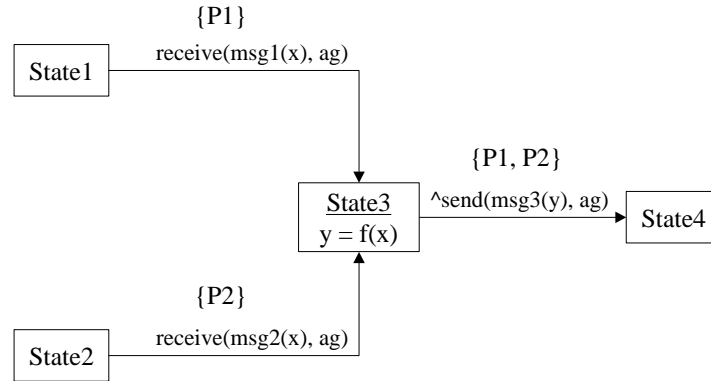 {P1}
receive(msg1(x), ag)
State1
{P1, P2}
State3
^send(msg3(y), ag)
State4
y = f(x)
{P2}
receive(msg2(x), ag)
State2